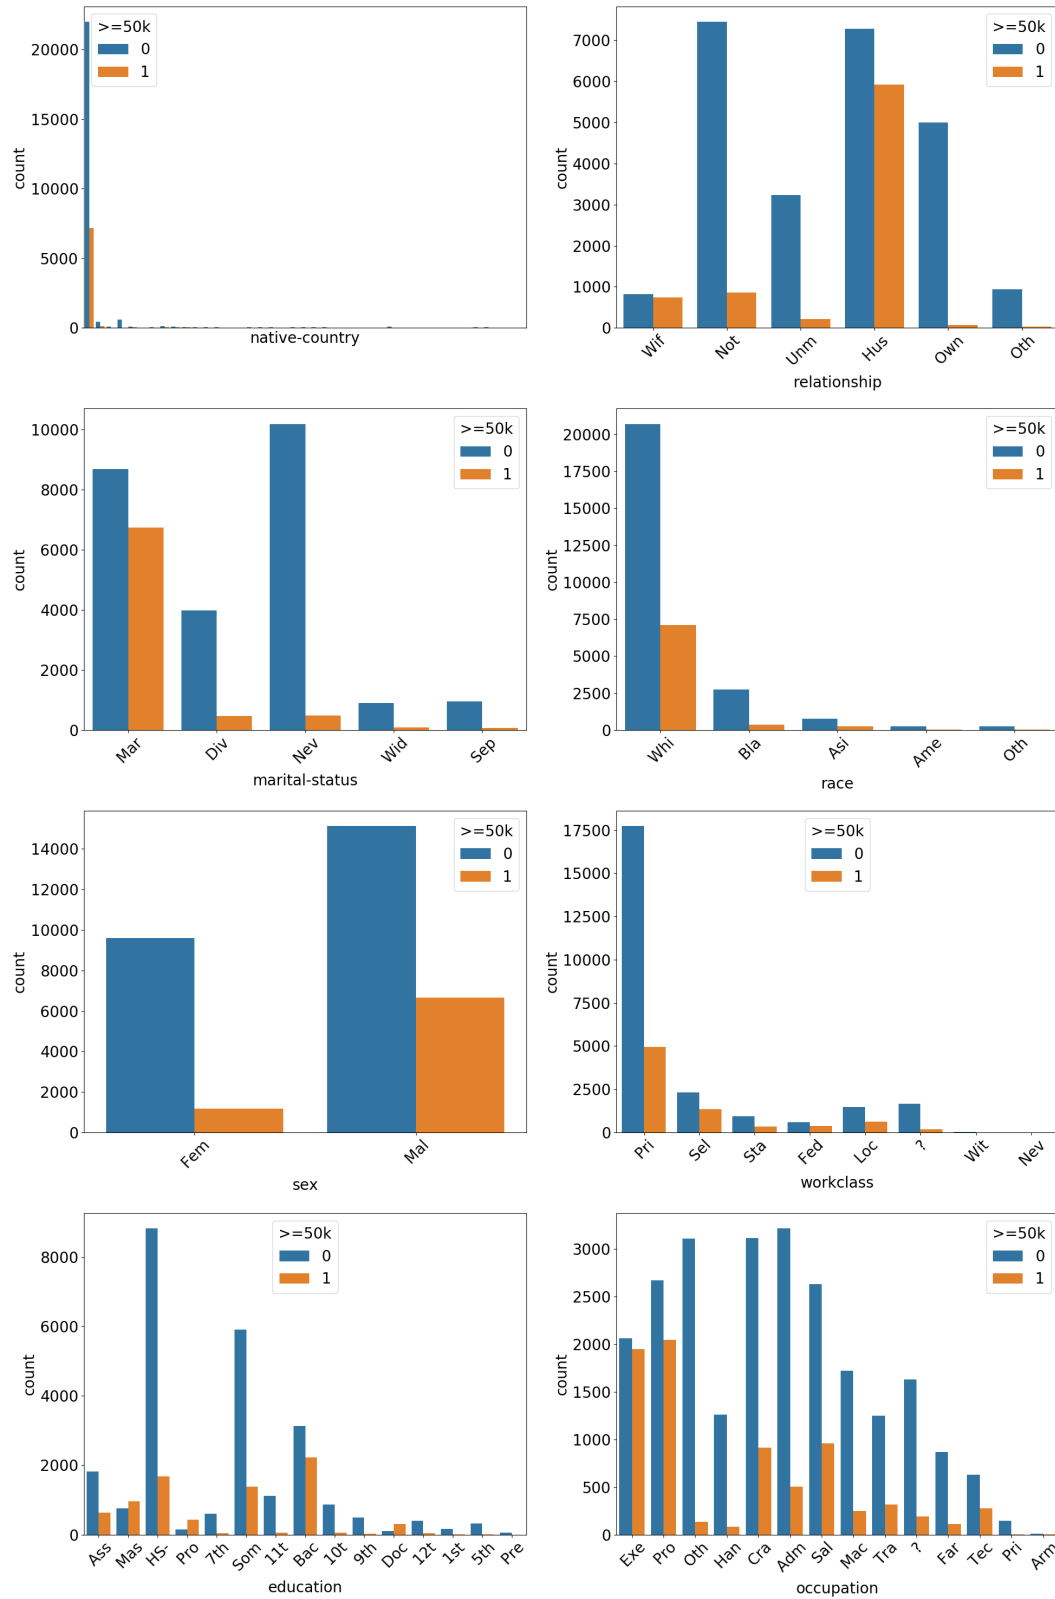 >=50k
0
1
20000
15000
10000
5000
0
count
native-country
>=50k
0
1
7000
6000
5000
4000
3000
2000
1000
0
count
Wif Not Unm Hus Own Oth
relationship
>=50k
0
1
10000
8000
6000
4000
2000
0
count
Mar Div Nev Wid Sep
marital-status
>=50k
0
1
20000
17500
15000
12500
10000
7500
5000
2500
0
count
Whi Bla Asi Ame Oth
race
>=50k
0
1
14000
12000
10000
8000
6000
4000
2000
0
count
Fem Mal
sex
>=50k
0
1
17500
15000
12500
10000
7500
5000
2500
0
count
Pri Sel Sta Fed Loc ? Wit Nev
workclass
>=50k
0
1
8000
6000
4000
2000
0
count
Ass Mas HS- Pro 7th Som 11t Bac 10t 9th Doc 12t 1st 5th Pre
education
>=50k
0
1
3000
2500
2000
1500
1000
500
0
count
Exe Pro Oth Han Cra Adm Sal Mac Tra ? Far Tec Pri Arm
occupation